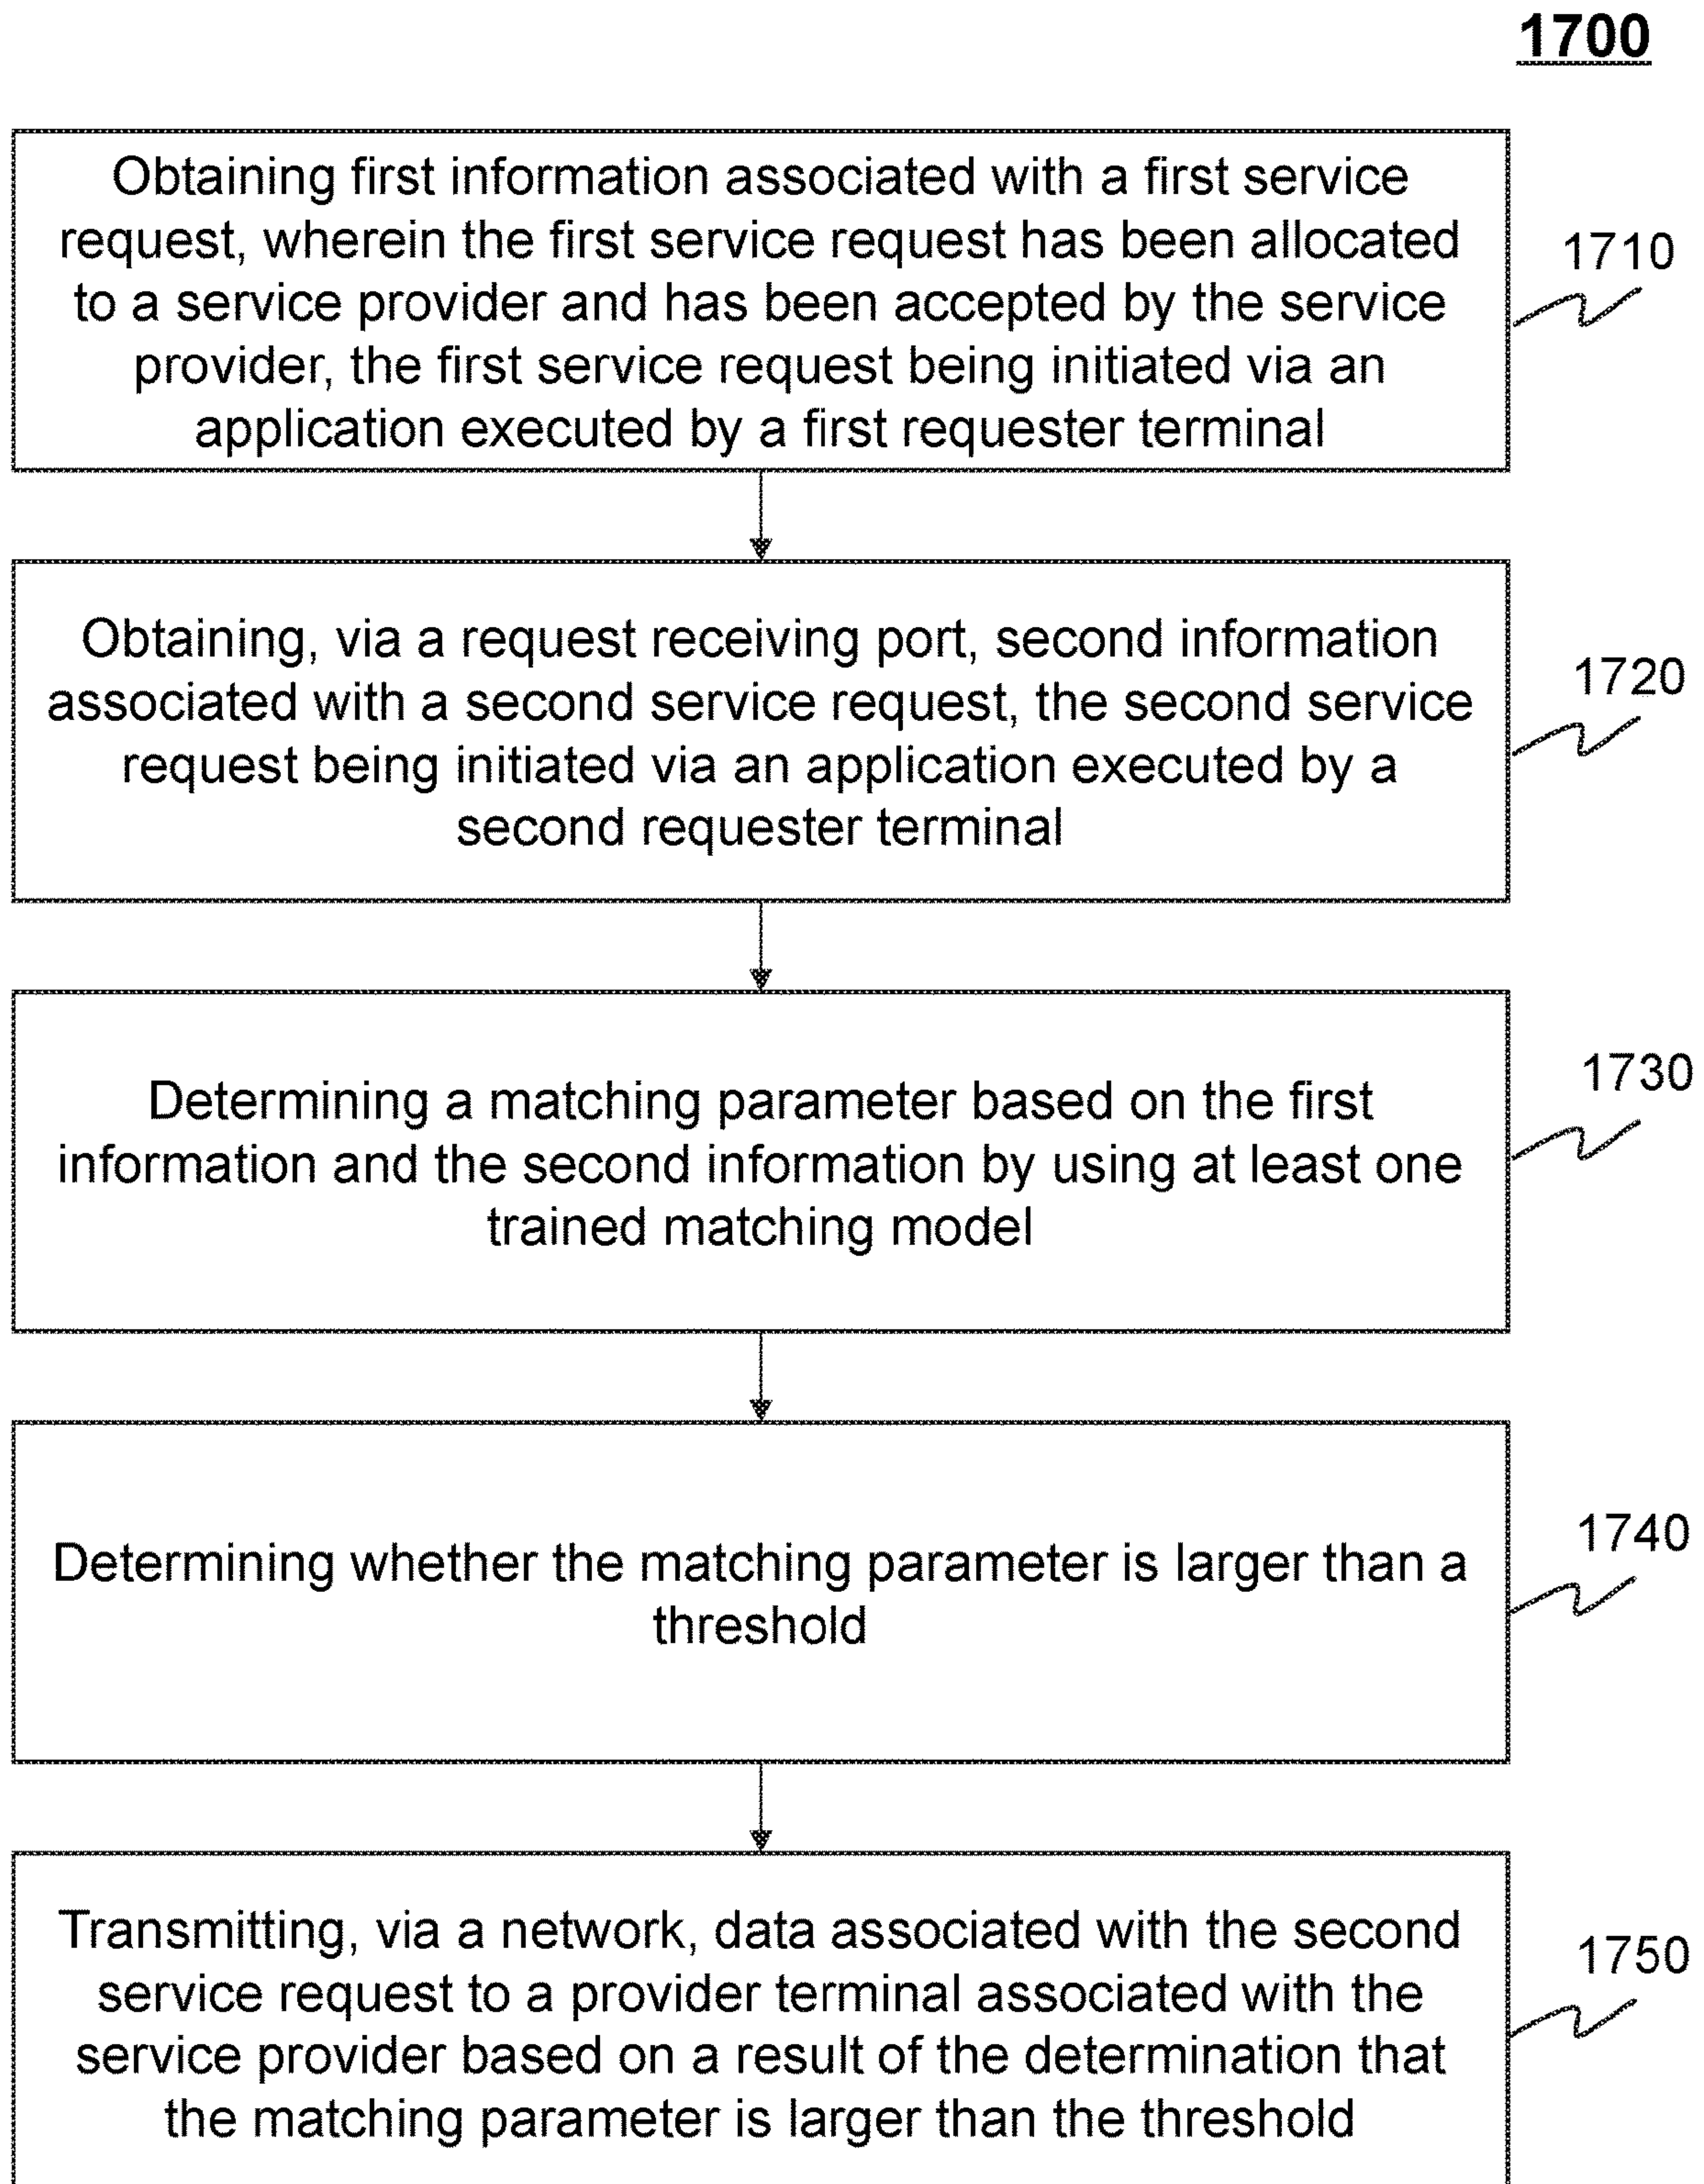 1700
Obtaining first information associated with a first service
request, wherein the first service request has been allocated
to a service provider and has been accepted by the service
provider, the first service request being initiated via an
application executed by a first requester terminal
1710
Obtaining, via a request receiving port, second information
associated with a second service request, the second service
request being initiated via an application executed by a
second requester terminal
1720
Determining a matching parameter based on the first
information and the second information by using at least one
trained matching model
1730
Determining whether the matching parameter is larger than a
threshold
1740
Transmitting, via a network, data associated with the second
service request to a provider terminal associated with the
service provider based on a result of the determination that
the matching parameter is larger than the threshold
1750